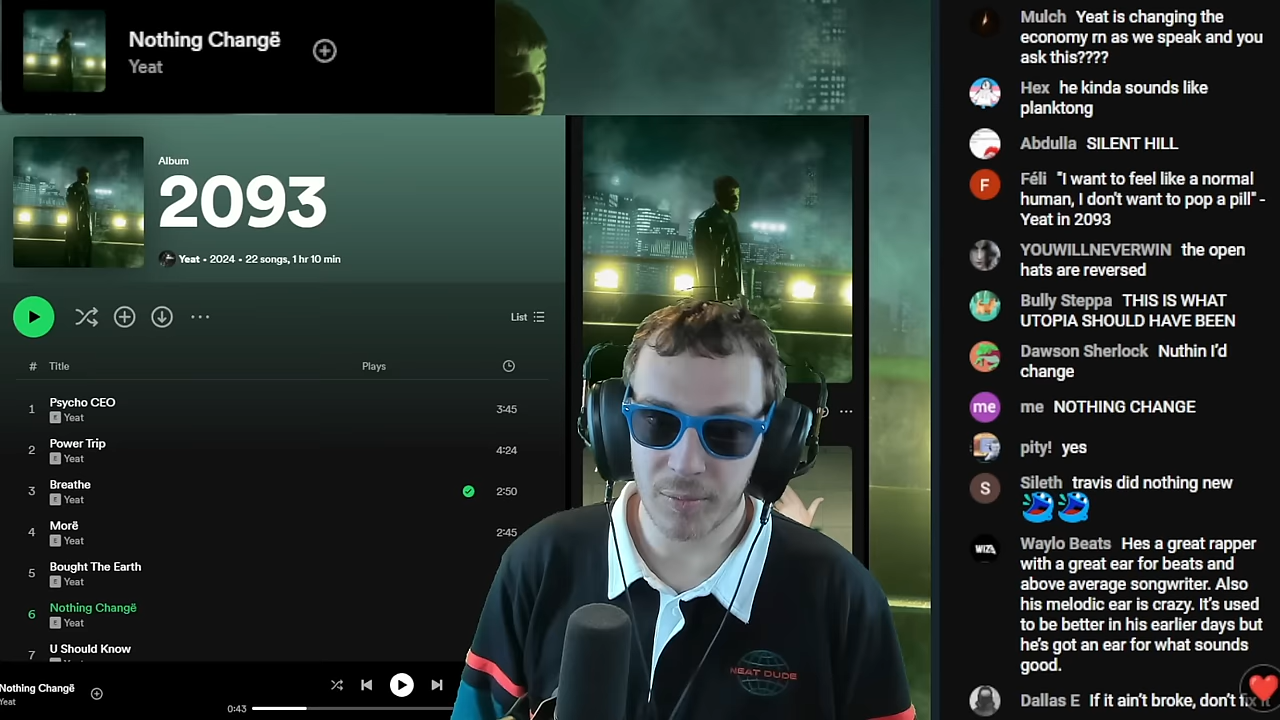 Nothing Changë
Yeat
Album
2093
Yeat • 2024 • 22 songs, 1 hr 10 min
List
# Title Plays
1 Psycho CEO 3:45
E Yeat
2 Power Trip 4:24
E Yeat
3 Breathe 2:50
E Yeat
4 Morë 2:45
E Yeat
5 Bought The Earth
E Yeat
6 Nothing Changë
E Yeat
7 U Should Know
Nothing Changë
Yeat
0:43
NEAT DUDE
Mulch Yeat is changing the
economy rn as we speak and you
ask this????
Hex he kinda sounds like
planktong
Abdulla SILENT HILL
F
Féli "I want to feel like a normal
human, I don't want to pop a pill" -
Yeat in 2093
YOUWILLNEVERWIN the open
hats are reversed
Bully Steppa THIS IS WHAT
UTOPIA SHOULD HAVE BEEN
Dawson Sherlock Nuthin I'd
change
me
me NOTHING CHANGE
pity! yes
S
Sileth travis did nothing new
WIZA
Waylo Beats Hes a great rapper
with a great ear for beats and
above average songwriter. Also
his melodic ear is crazy. It's used
to be better in his earlier days but
he's got an ear for what sounds
good.
Dallas E If it ain't broke, don't fix it